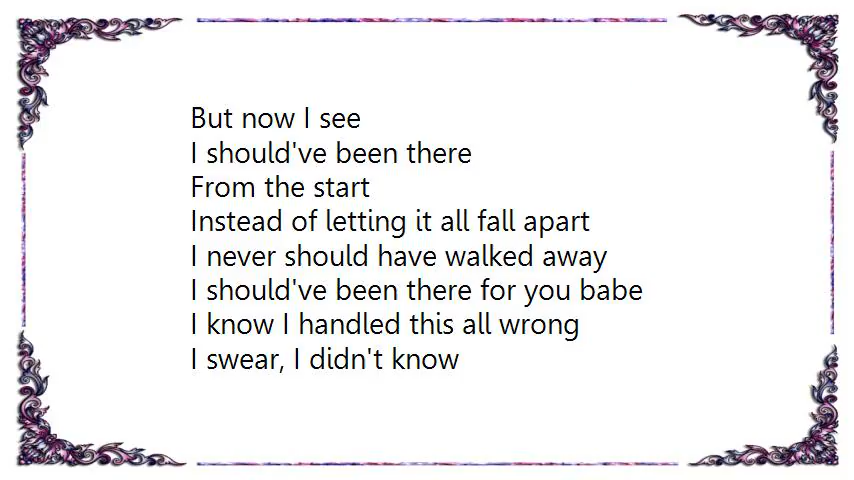 But now I see
I should've been there
From the start
Instead of letting it all fall apart
I never should have walked away
I should've been there for you babe
I know I handled this all wrong
I swear, I didn't know